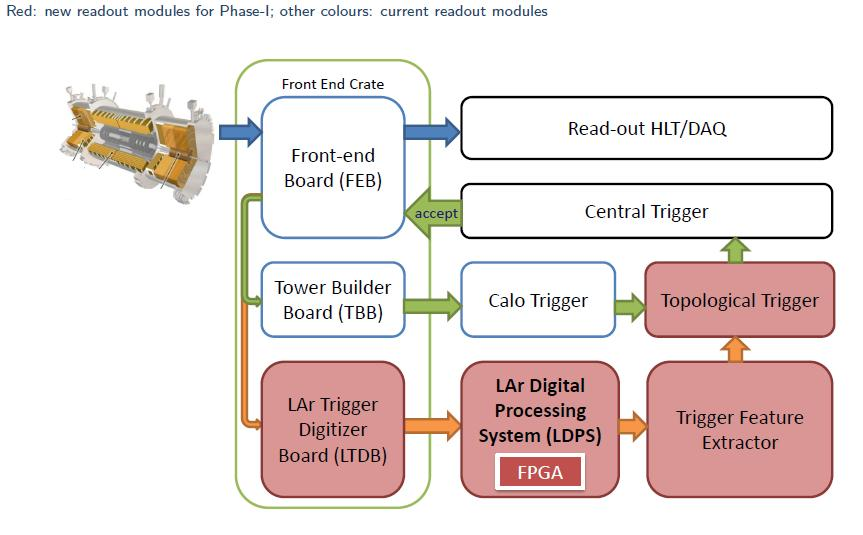 Red: new readout modules for Phase-I; other colours: current readout modules
Front End Crate
Front-end
Board (FEB)
Read-out HLT/DAQ
accept
Central Trigger
Tower Builder
Board (TBB)
Calo Trigger
Topological Trigger
LAr Trigger
Digitizer
Board (LTDB)
LAr Digital
Processing
System (LDPS)
FPGA
Trigger Feature
Extractor